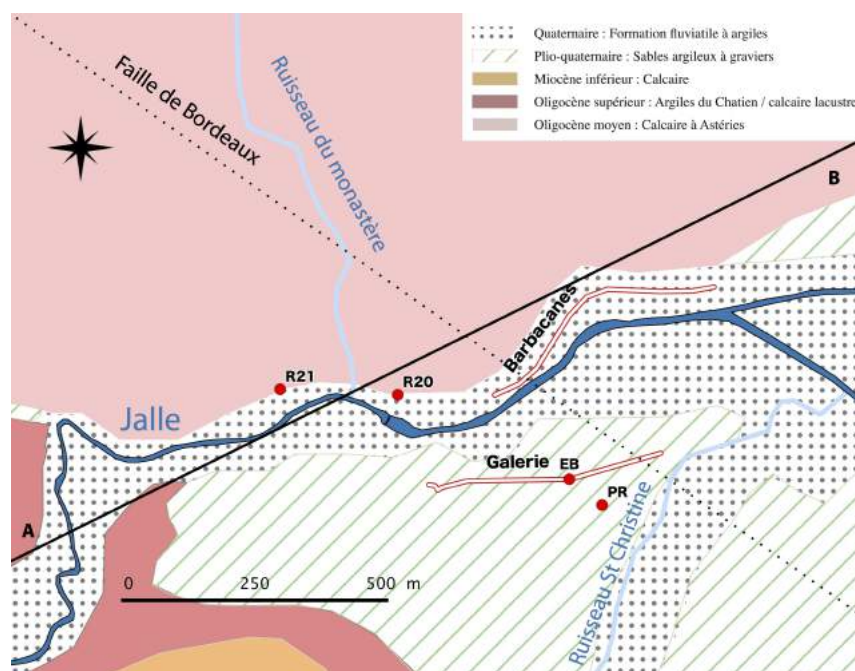 Quaternaire : Formation fluviatile à argiles
Plio-quaternaire : Sables argileux à graviers
Miocène inférieur : Calcaire
Oligocène supérieur : Argiles du Chatien / calcaire lacustre
Oligocène moyen : Calcaire à Astéries
Faille de Bordeaux
Ruisseau du monastère
B
Barbacanes
R21
R20
Jalle
Galerie
EB
PR
A
Ruisseau St Christine
0 250 500 m